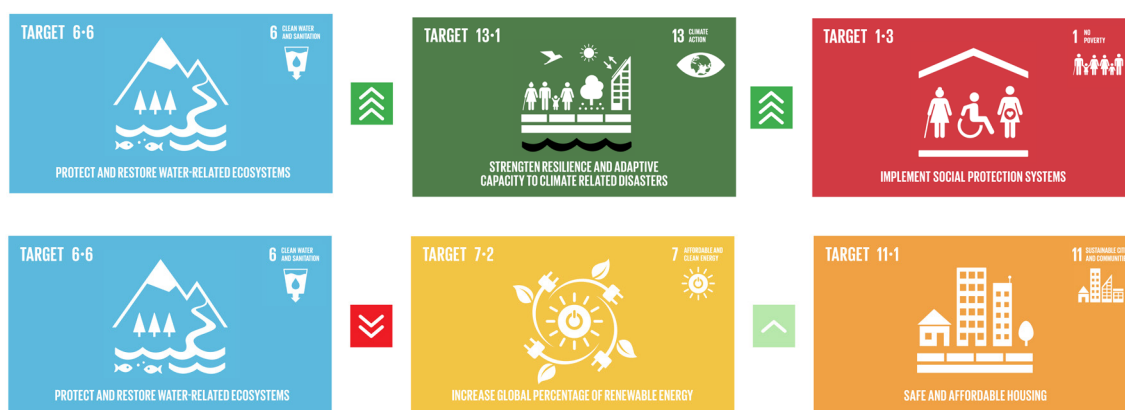 TARGET 6·6
6 CLEAN WATER
AND SANITATION
PROTECT AND RESTORE WATER-RELATED ECOSYSTEMS
TARGET 13·1
13 CLIMATE
ACTION
STRENGTEN RESILIENCE AND ADAPTIVE
CAPACITY TO CLIMATE RELATED DISASTERS
TARGET 1·3
1 NO
POVERTY
IMPLEMENT SOCIAL PROTECTION SYSTEMS
TARGET 6·6
6 CLEAN WATER
AND SANITATION
PROTECT AND RESTORE WATER-RELATED ECOSYSTEMS
TARGET 7·2
7 AFFORDABLE AND
CLEAN ENERGY
INCREASE GLOBAL PERCENTAGE OF RENEWABLE ENERGY
TARGET 11·1
11 SUSTAINABLE CIT
AND COMMUNITIE
SAFE AND AFFORDABLE HOUSING